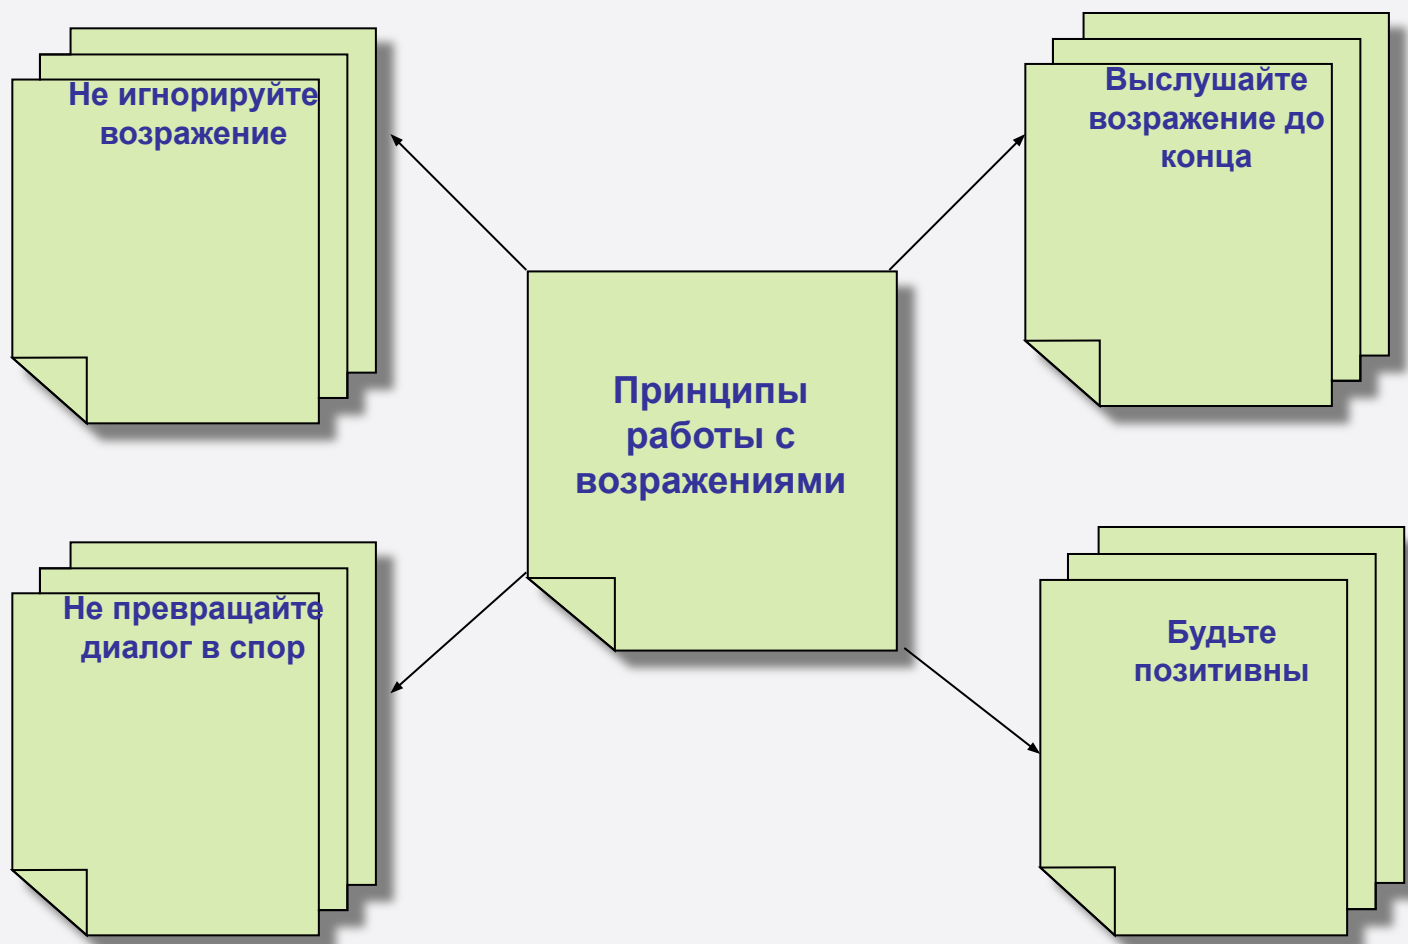 Не игнорируйте
возражение
Выслушайте
возражение до
конца
Принципы
работы с
возражениями
Не превращайте
диалог в спор
Будьте
позитивны